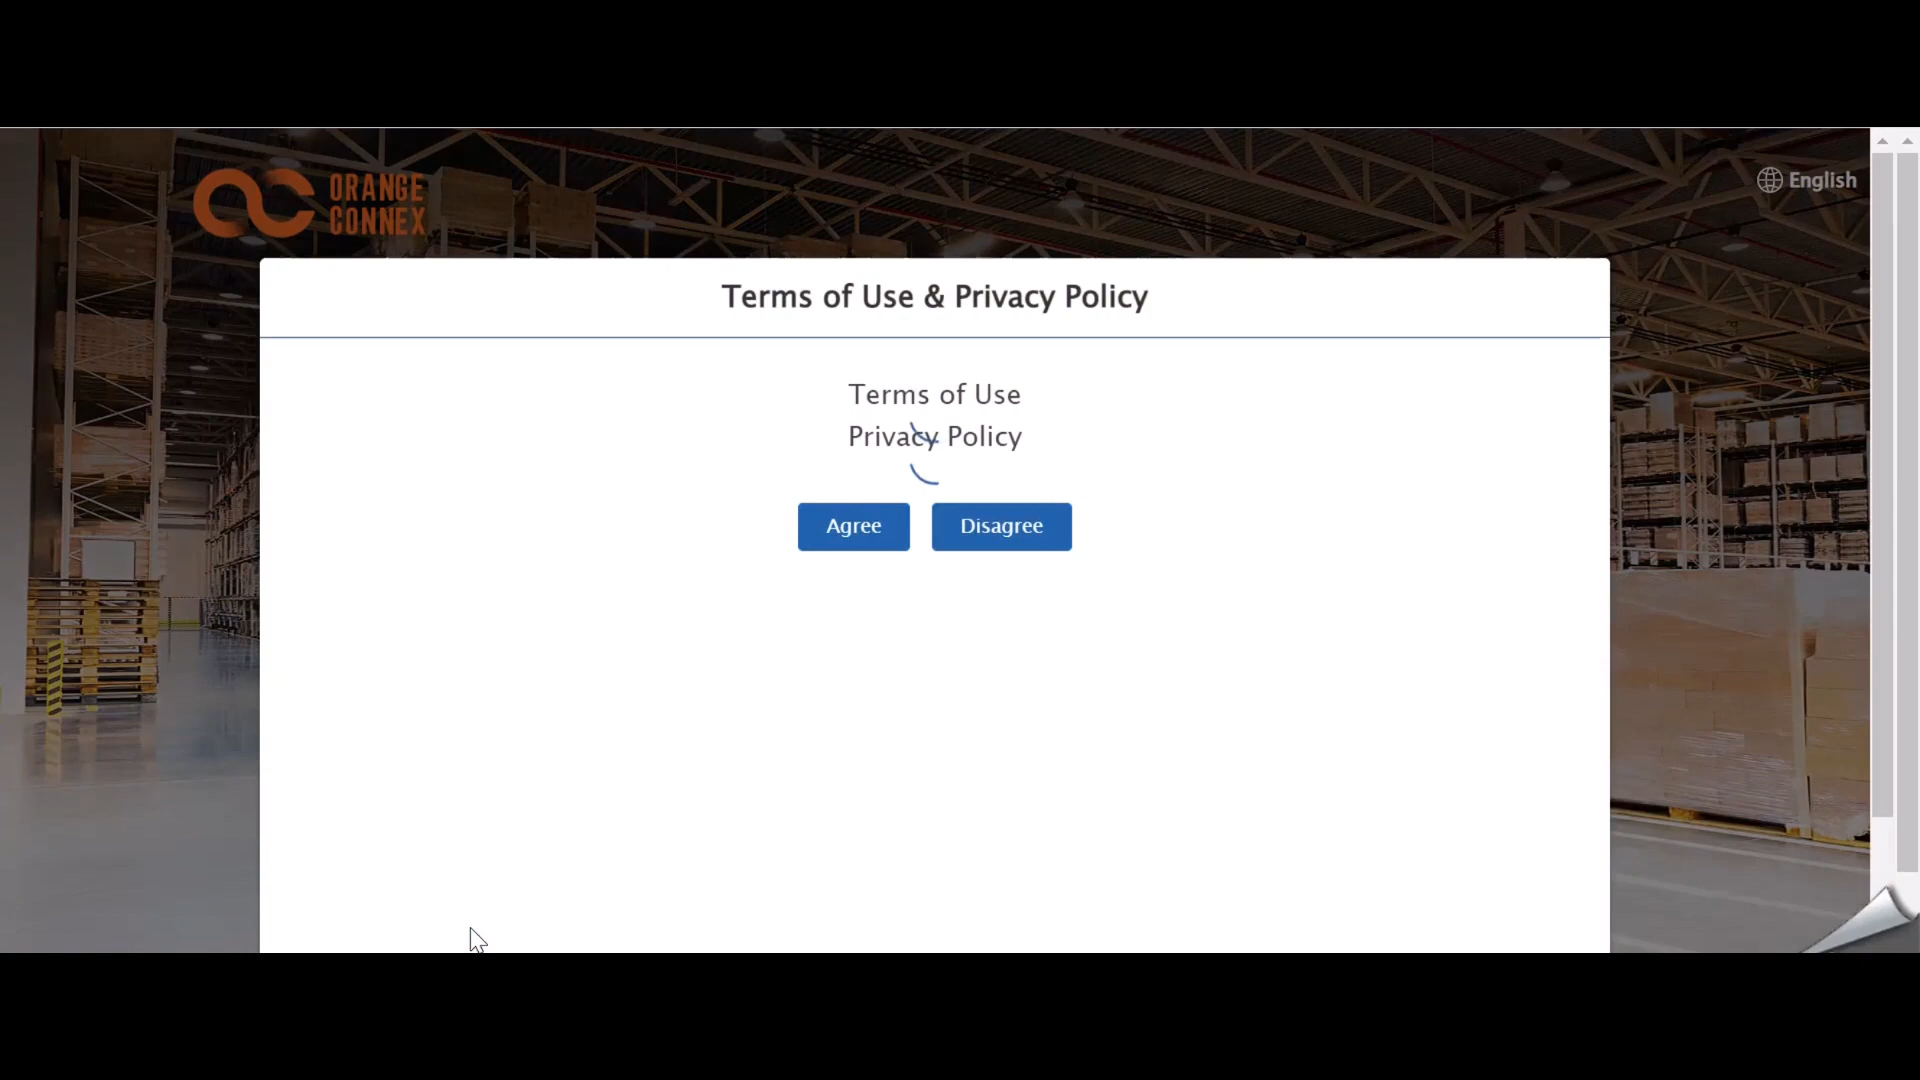 ORANGE
CONNEX
English
Terms of Use & Privacy Policy
Terms of Use
Privacy Policy
Agree
Disagree